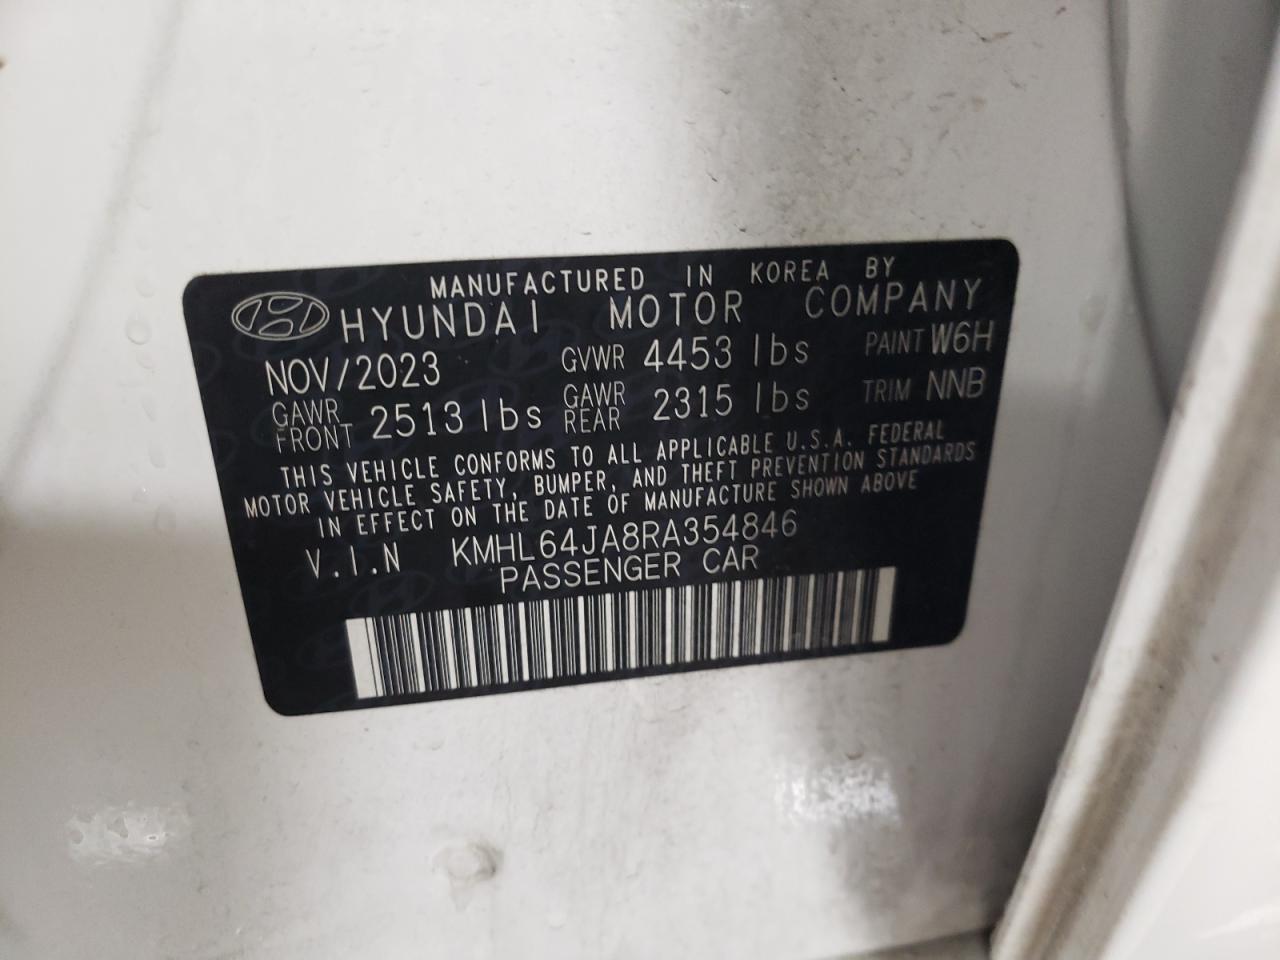 MANUFACTURED IN KOREA BY
HYUNDAI MOTOR COMPANY
NOV/2023 GVWR 4453 lbs PAINT W6H
GAWR FRONT 2513 lbs GAWR REAR 2315 lbs TRIM NNB
THIS VEHICLE CONFORMS TO ALL APPLICABLE U.S.A. FEDERAL
MOTOR VEHICLE SAFETY, BUMPER, AND THEFT PREVENTION STANDARDS
IN EFFECT ON THE DATE OF MANUFACTURE SHOWN ABOVE
V.I.N KMHL64JA8RA354846
PASSENGER CAR